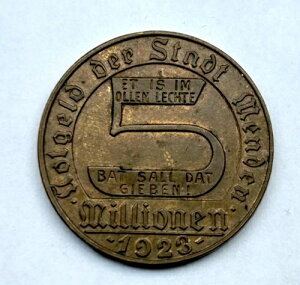 Notgeld der Stadt Menden
ET IS IM
OLLEN LECHTE
5
BAT SALL DAT
GIEBEN!
Millionen
1923